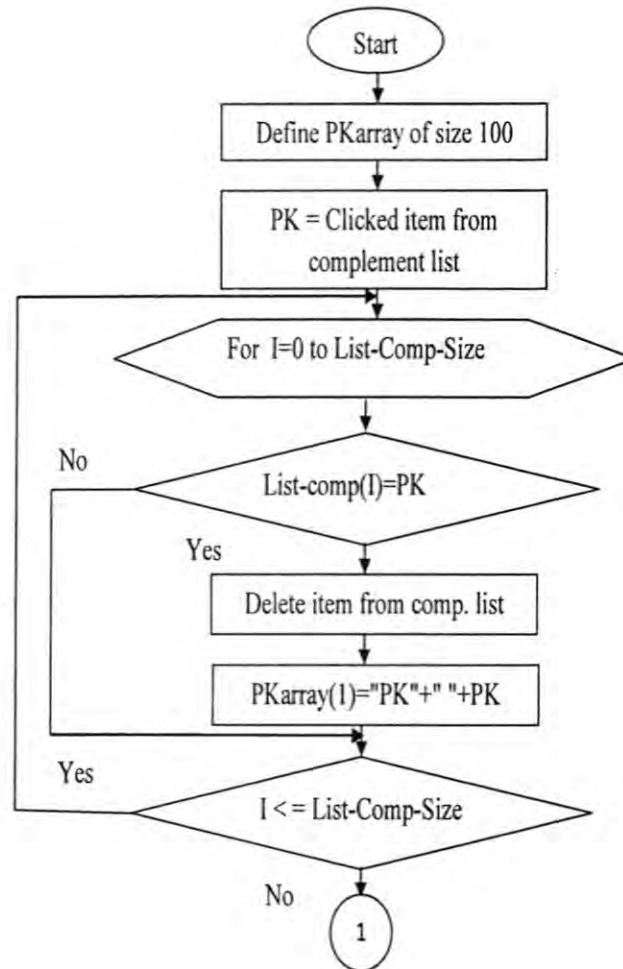 Start
Define PKarray of size 100
PK = Clicked item from
complement list
For I=0 to List-Comp-Size
No
List-comp(I)=PK
Yes
Delete item from comp. list
PKarray(1)="PK"+" "+PK
Yes
I < = List-Comp-Size
No
1